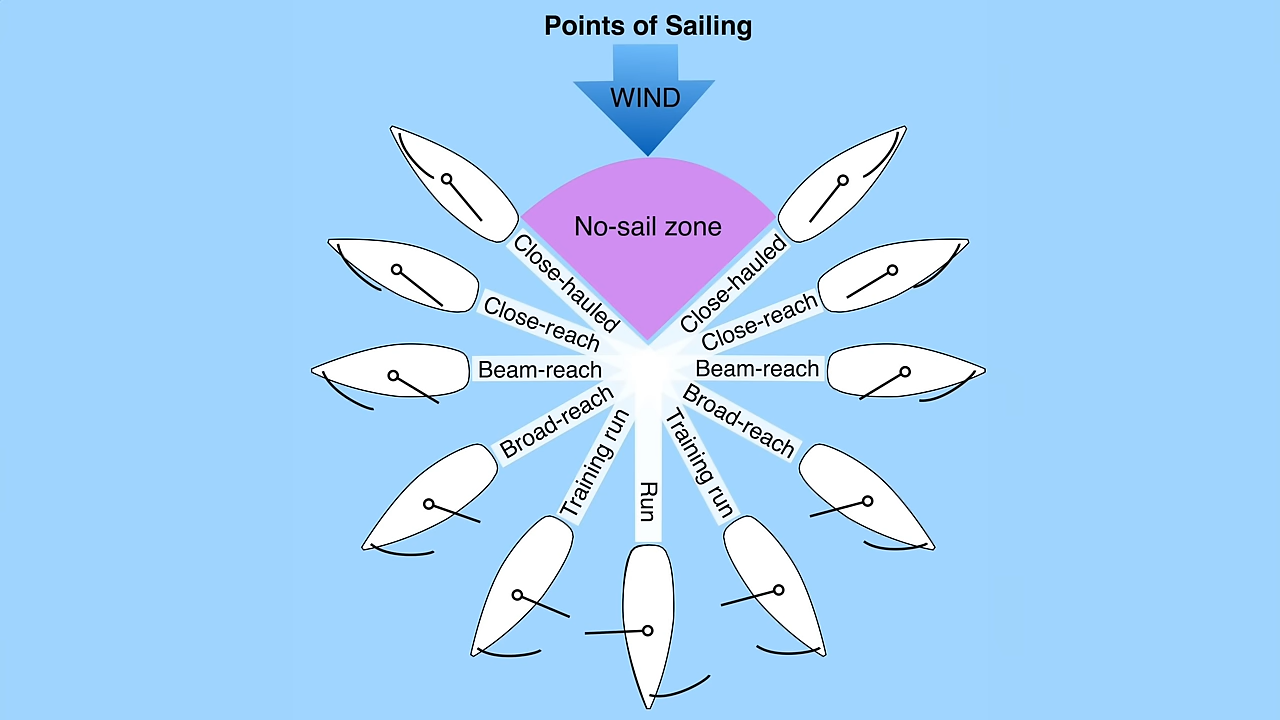 Points of Sailing
WIND
No-sail zone
Close-hauled
Close-hauled
Close-reach
Close-reach
Beam-reach
Beam-reach
Broad-reach
Broad-reach
Training run
Run
Training run